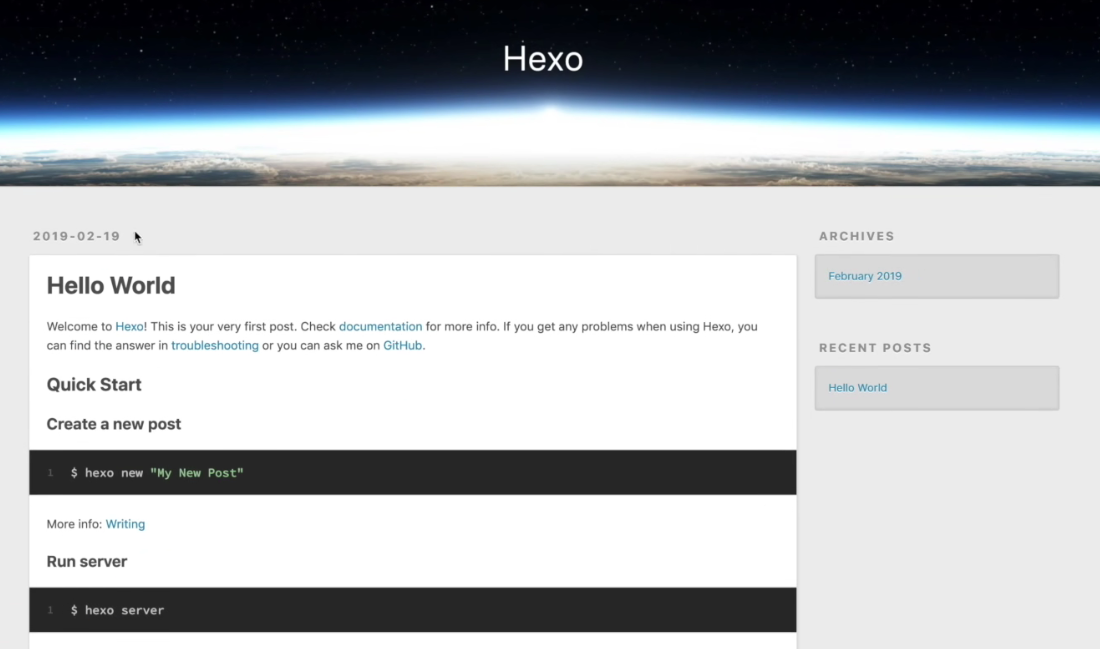 Hexo
2019-02-19
Hello World
Welcome to Hexo! This is your very first post. Check documentation for more info. If you get any problems when using Hexo, you
can find the answer in troubleshooting or you can ask me on GitHub.
Quick Start
Create a new post
1 $ hexo new "My New Post"
More info: Writing
Run server
1 $ hexo server
ARCHIVES
February 2019
RECENT POSTS
Hello World